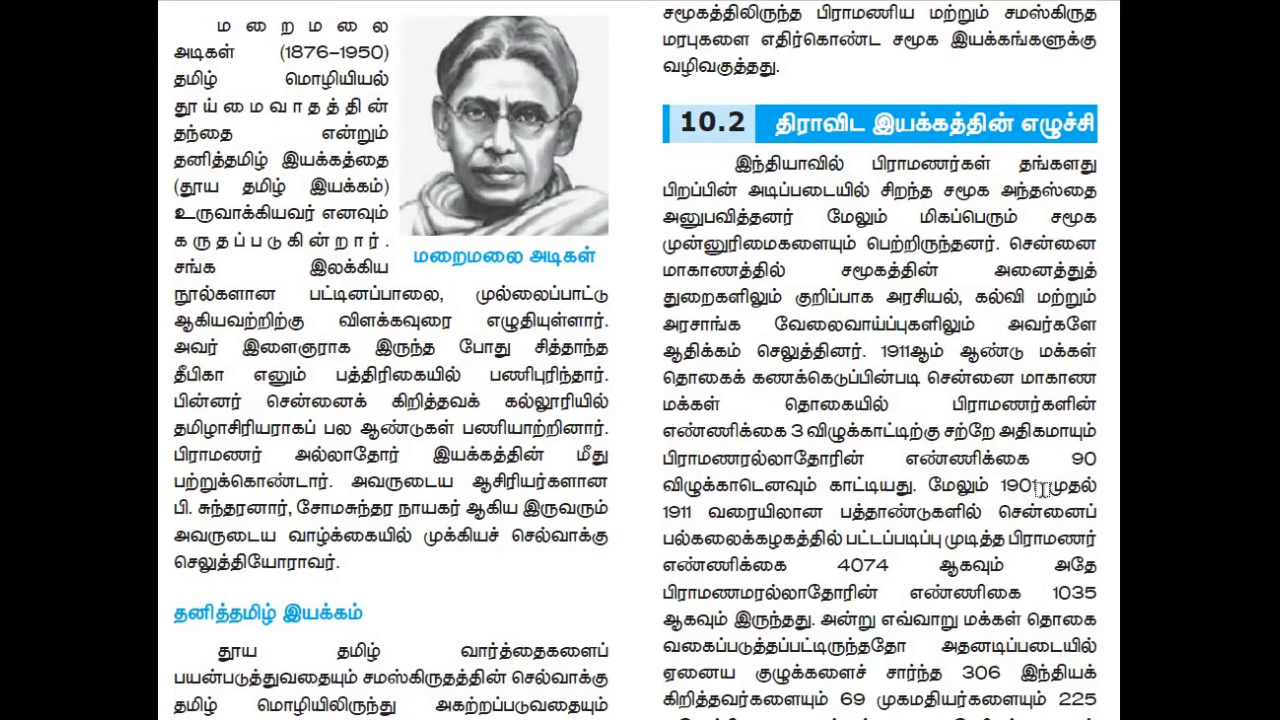 மறைமலை
அடிகள் (1876–1950)
தமிழ் மொழியியல்
தூய்மைவாதத்தின்
தந்தை என்றும்
தனித்தமிழ் இயக்கத்தை
(தூய தமிழ் இயக்கம்)
உருவாக்கியவர் எனவும்
கருதப்படுகின்றார்.
சங்க இலக்கிய
மறைமலை அடிகள்
நூல்களான பட்டினப்பாலை, முல்லைப்பாட்டு
ஆகியவற்றிற்கு விளக்கவுரை எழுதியுள்ளார்.
அவர் இளைஞராக இருந்த போது சித்தாந்த
தீபிகா எனும் பத்திரிகையில் பணிபுரிந்தார்.
பின்னர் சென்னைக் கிறித்தவக் கல்லூரியில்
தமிழாசிரியராகப் பல ஆண்டுகள் பணியாற்றினார்.
பிராமணர் அல்லாதோர் இயக்கத்தின் மீது
பற்றுக்கொண்டார். அவருடைய ஆசிரியர்களான
பி. சுந்தரனார், சோமசுந்தர நாயகர் ஆகிய இருவரும்
அவருடைய வாழ்க்கையில் முக்கியச் செல்வாக்கு
செலுத்தியோராவர்.
தனித்தமிழ் இயக்கம்
தூய தமிழ் வார்த்தைகளைப்
பயன்படுத்துவதையும் சமஸ்கிருதத்தின் செல்வாக்கு
தமிழ் மொழியிலிருந்து அகற்றப்படுவதையும்
சமூகத்திலிருந்த பிராமணிய மற்றும் சமஸ்கிருத
மரபுகளை எதிர்கொண்ட சமூக இயக்கங்களுக்கு
வழிவகுத்தது.
10.2 திராவிட இயக்கத்தின் எழுச்சி
இந்தியாவில் பிராமணர்கள் தங்களது
பிறப்பின் அடிப்படையில் சிறந்த சமூக அந்தஸ்தை
அனுபவித்தனர் மேலும் மிகப்பெரும் சமூக
முன்னுரிமைகளையும் பெற்றிருந்தனர். சென்னை
மாகாணத்தில் சமூகத்தின் அனைத்துத்
துறைகளிலும் குறிப்பாக அரசியல், கல்வி மற்றும்
அரசாங்க வேலைவாய்ப்புகளிலும் அவர்களே
ஆதிக்கம் செலுத்தினர். 1911ஆம் ஆண்டு மக்கள்
தொகைக் கணக்கெடுப்பின்படி சென்னை மாகாண
மக்கள் தொகையில் பிராமணர்களின்
எண்ணிக்கை 3 விழுக்காட்டிற்கு சற்றே அதிகமாயும்
பிராமணரல்லாதோரின் எண்ணிக்கை 90
விழுக்காடெனவும் காட்டியது. மேலும் 1901 முதல்
1911 வரையிலான பத்தாண்டுகளில் சென்னைப்
பல்கலைக்கழகத்தில் பட்டப்படிப்பு முடித்த பிராமணர்
எண்ணிக்கை 4074 ஆகவும் அதே
பிராமணமரல்லாதோரின் எண்ணிகை 1035
ஆகவும் இருந்தது. அன்று எவ்வாறு மக்கள் தொகை
வகைப்படுத்தப்பட்டிருந்ததோ அதனடிப்படையில்
ஏனைய குழுக்களைச் சார்ந்த 306 இந்தியக்
கிறித்தவர்களையும் 69 முகமதியர்களையும் 225